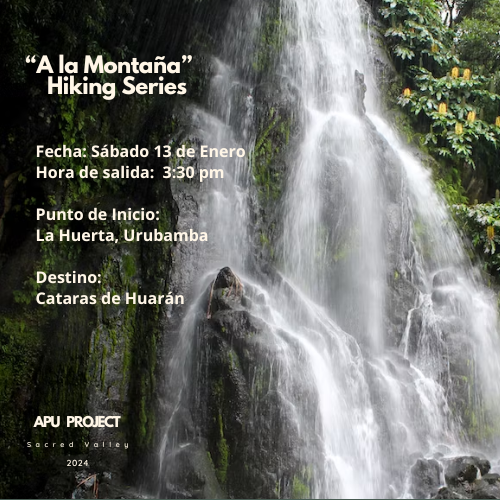 “A la Montaña”
Hiking Series
Fecha: Sábado 13 de Enero
Hora de salida:  3:30 pm
Punto de Inicio:
La Huerta, Urubamba
Destino:
Cataras de Huarán
APU PROJECT
Sacred Valley
2024